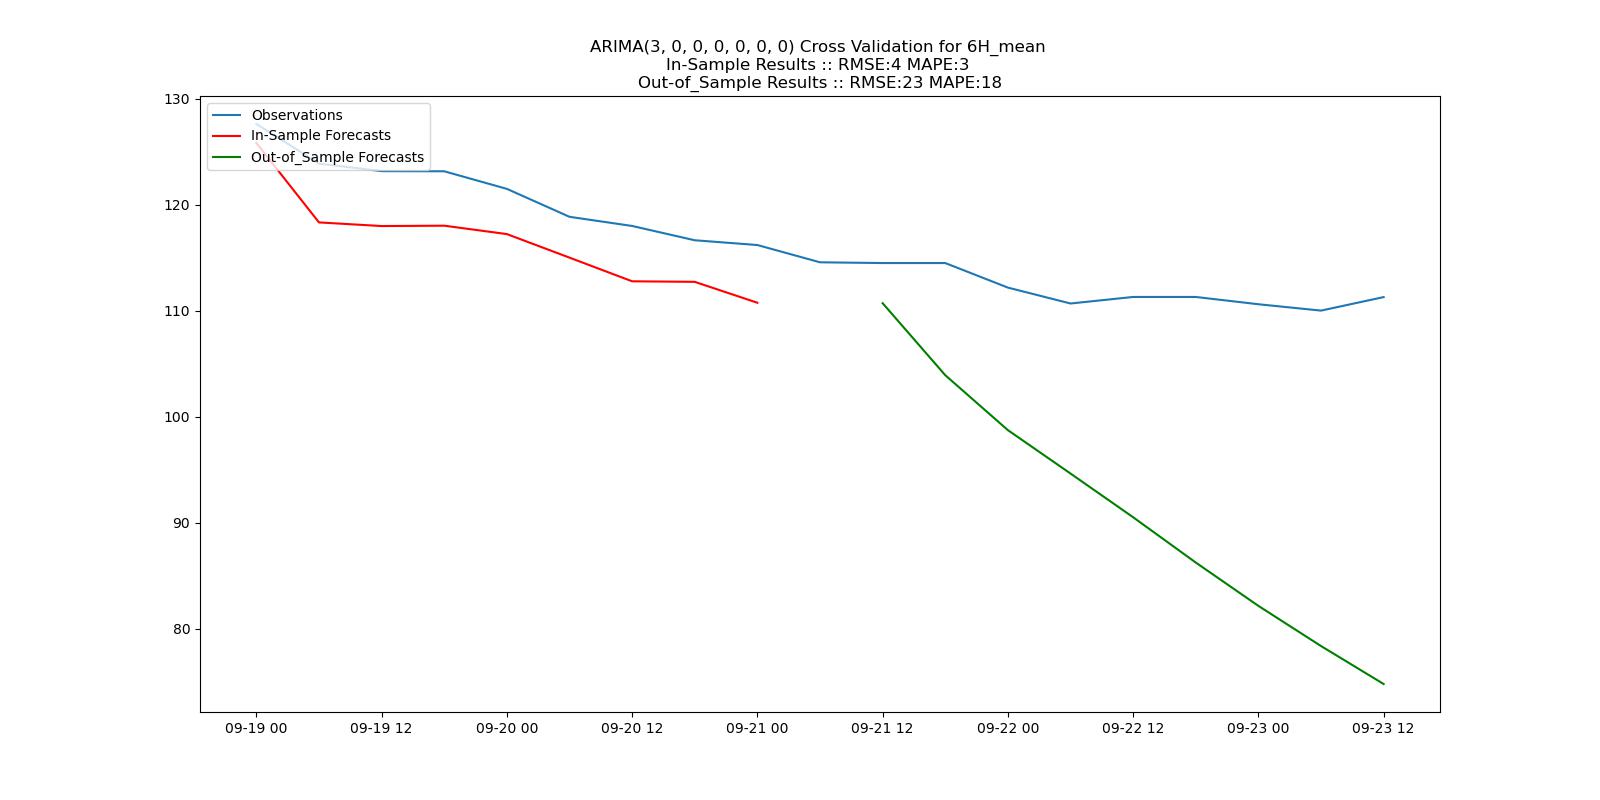 ARIMA(3, 0, 0, 0, 0, 0, 0) Cross Validation for 6H_mean
In-Sample Results :: RMSE:4 MAPE:3
Out-of_Sample Results :: RMSE:23 MAPE:18
Observations
In-Sample Forecasts
Out-of_Sample Forecasts
130
120
110
100
90
80
09-19 00
09-19 12
09-20 00
09-20 12
09-21 00
09-21 12
09-22 00
09-22 12
09-23 00
09-23 12